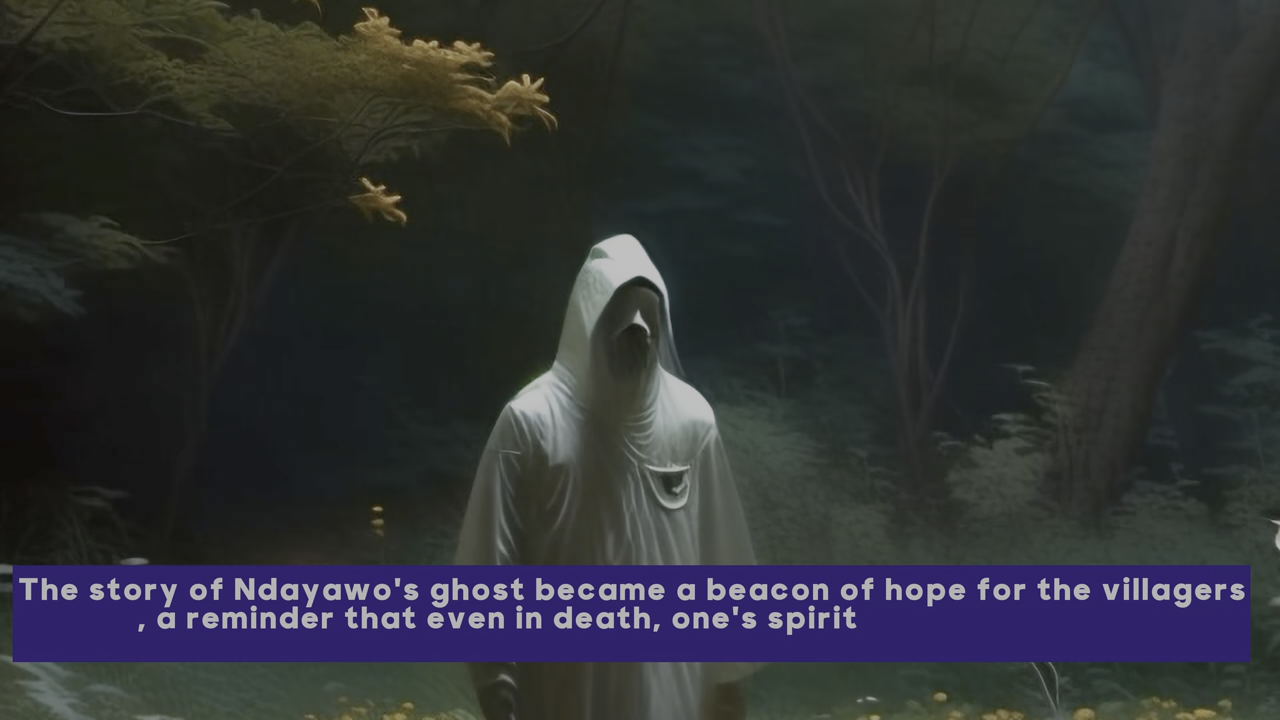 The story of Ndayawo's ghost became a beacon of hope for the villagers
, a reminder that even in death, one's spirit